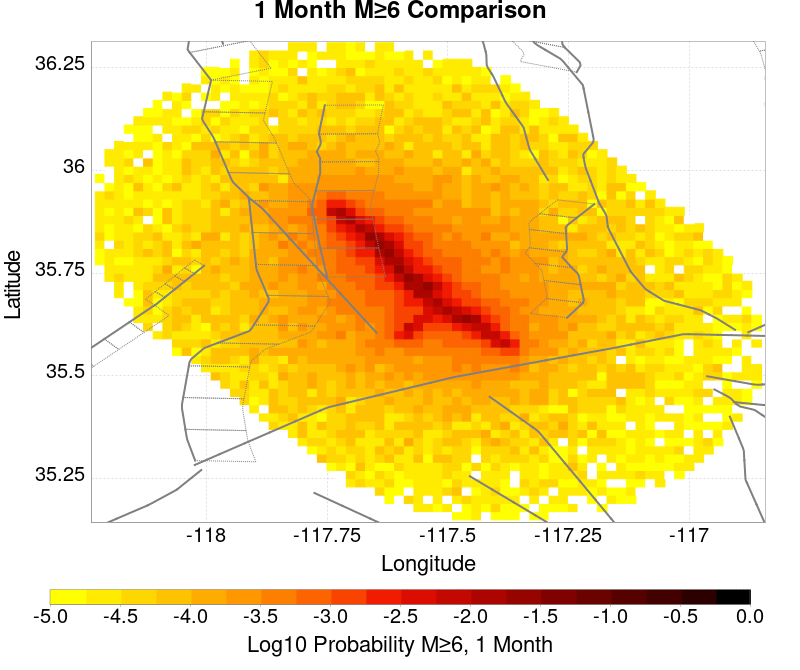 1 Month M≥6 Comparison
36.25
36
35.75
35.5
35.25
Latitude
-118 -117.75 -117.5 -117.25 -117
Longitude
-5.0 -4.5 -4.0 -3.5 -3.0 -2.5 -2.0 -1.5 -1.0 -0.5 0.0
Log10 Probability M≥6, 1 Month